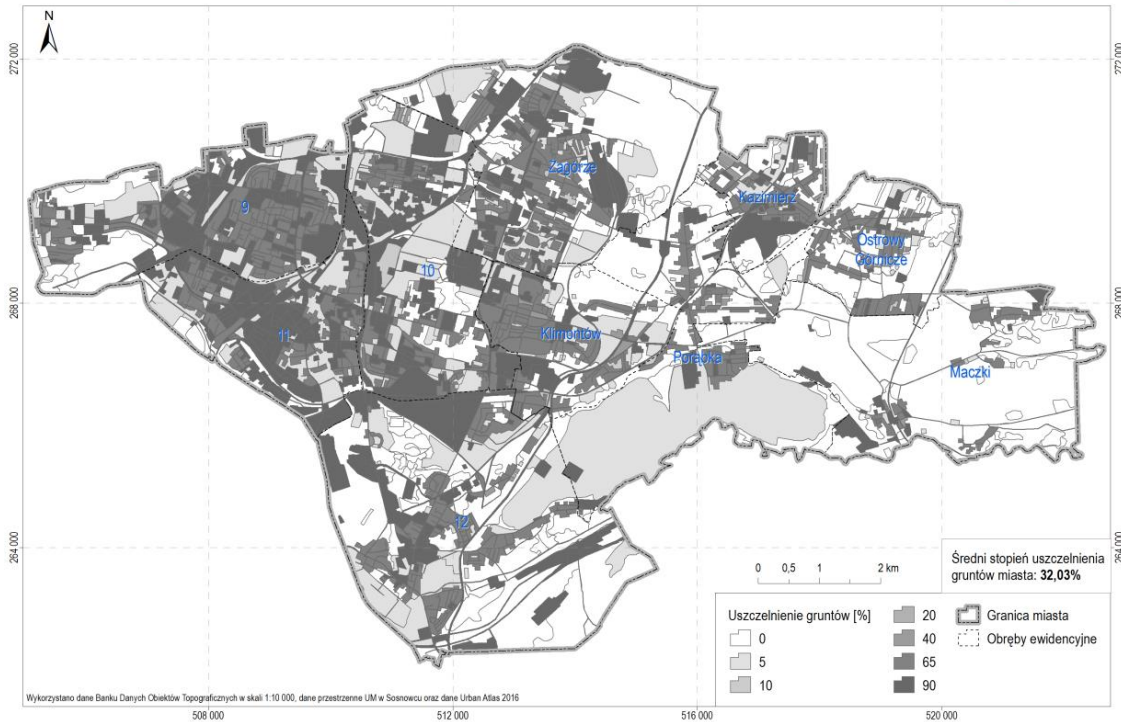 N
272 000
272 000
Zagórze
Kazimierz
9
Ostrowy
Górnicze
10
268 000
268 000
11
Klimontów
Porąbka
Maczki
12
264 000
264 000
Średni stopień uszczelnienia
gruntów miasta: 32,03%
0 0,5 1 2 km
Uszczelnienie gruntów [%]
0
5
10
20
40
65
90
Granica miasta
Obręby ewidencyjne
Wykorzystano dane Banku Danych Obiektów Topograficznych w skali 1:10 000, dane przestrzenne UM w Sosnowcu oraz dane Urban Atlas 2016
508 000
512 000
516 000
520 000